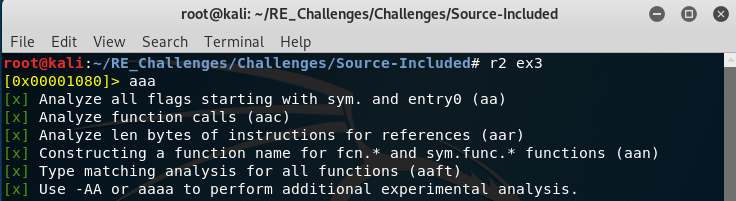 root@kali: ~/RE_Challenges/Challenges/Source-Included
File Edit View Search Terminal Help
root@kali:~/RE_Challenges/Challenges/Source-Included# r2 ex3
[0x00001080]> aaa
[x] Analyze all flags starting with sym. and entry0 (aa)
[x] Analyze function calls (aac)
[x] Analyze len bytes of instructions for references (aar)
[x] Constructing a function name for fcn.* and sym.func.* functions (aan)
[x] Type matching analysis for all functions (aaft)
[x] Use -AA or aaaa to perform additional experimental analysis.